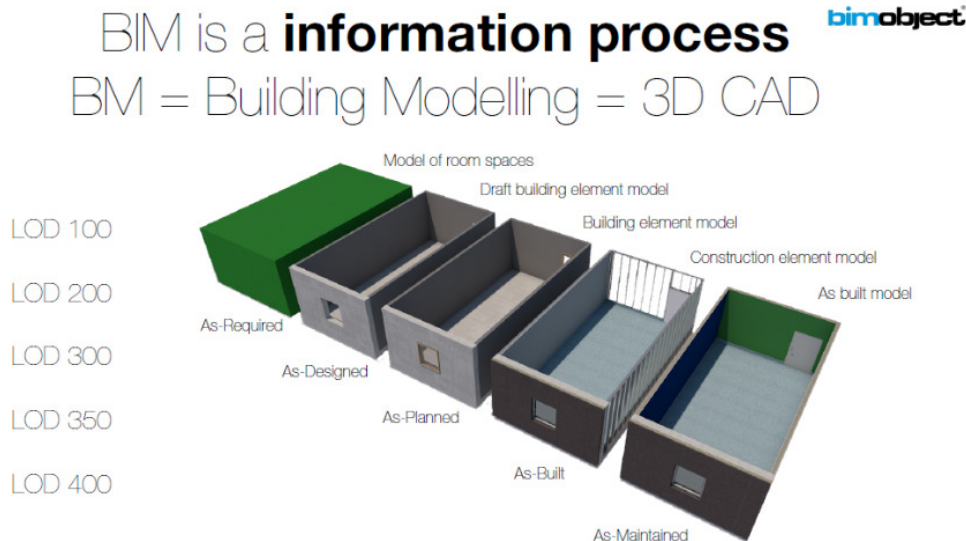 BIM is a information process
bimobject®
BM = Building Modelling = 3D CAD
Model of room spaces
Draft building element model
Building element model
Construction element model
As built model
LOD 100
LOD 200
LOD 300
LOD 350
LOD 400
As-Required
As-Designed
As-Planned
As-Built
As-Maintained